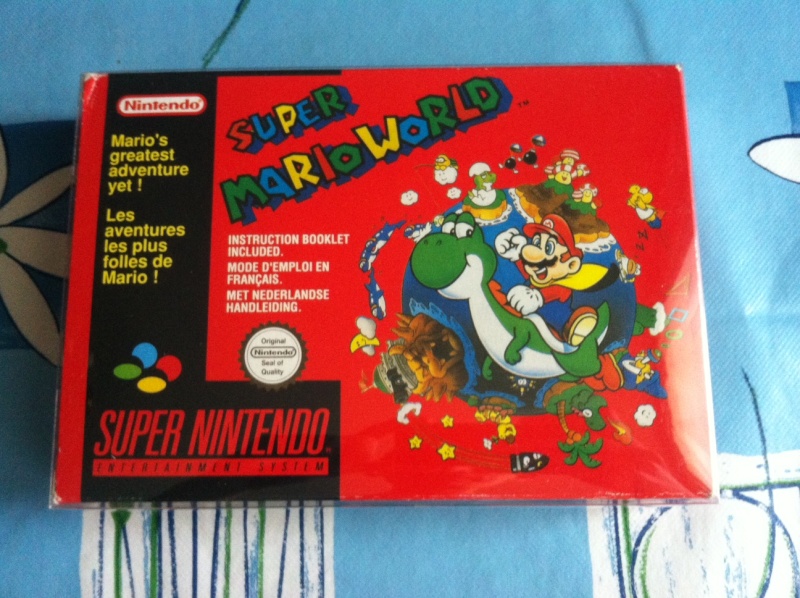 Nintendo
Mario's
greatest
adventure
yet !
Les
aventures
les plus
folles de
Mario !
SUPER
MARIO WORLD
TM
INSTRUCTION BOOKLET
INCLUDED.
MODE D'EMPLOI EN
FRANÇAIS.
MET NEDERLANDSE
HANDLEIDING.
Original
Nintendo
Seal of
Quality
SUPER NINTENDO
ENTERTAINMENT SYSTEM